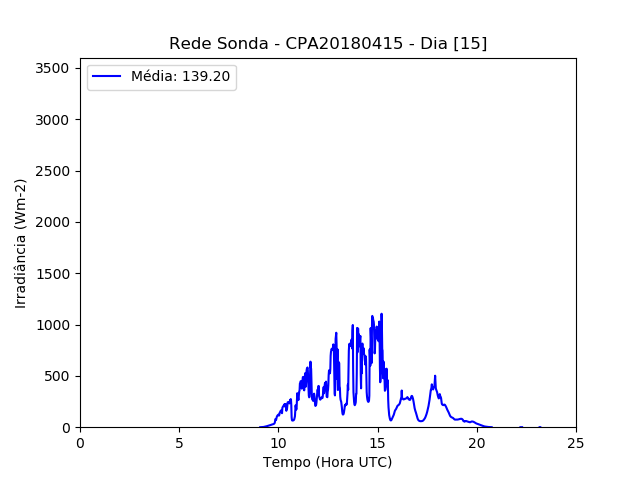 Rede Sonda - CPA20180415 - Dia [15]
Média: 139.20
3500
3000
2500
2000
1500
1000
500
0
Irradiância (Wm-2)
0 5 10 15 20 25
Tempo (Hora UTC)